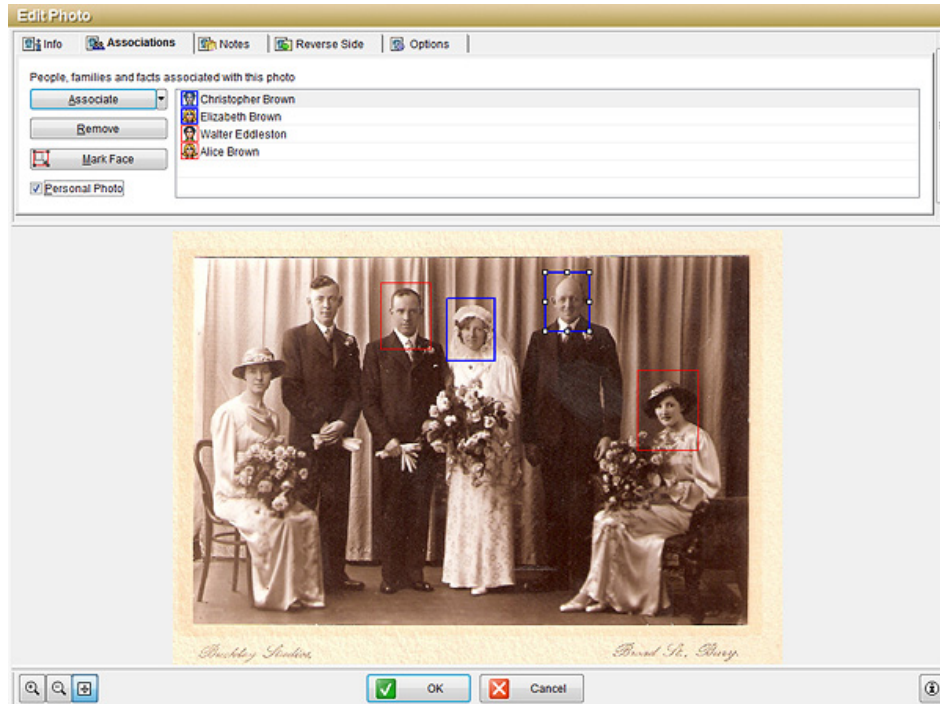 Edit Photo
Info Associations Notes Reverse Side Options
People, families and facts associated with this photo
Associate
Remove
Mark Face
Personal Photo
Christopher Brown
Elizabeth Brown
Walter Eddleston
Alice Brown
Buckley Studios,
Broad St., Bury.
OK Cancel